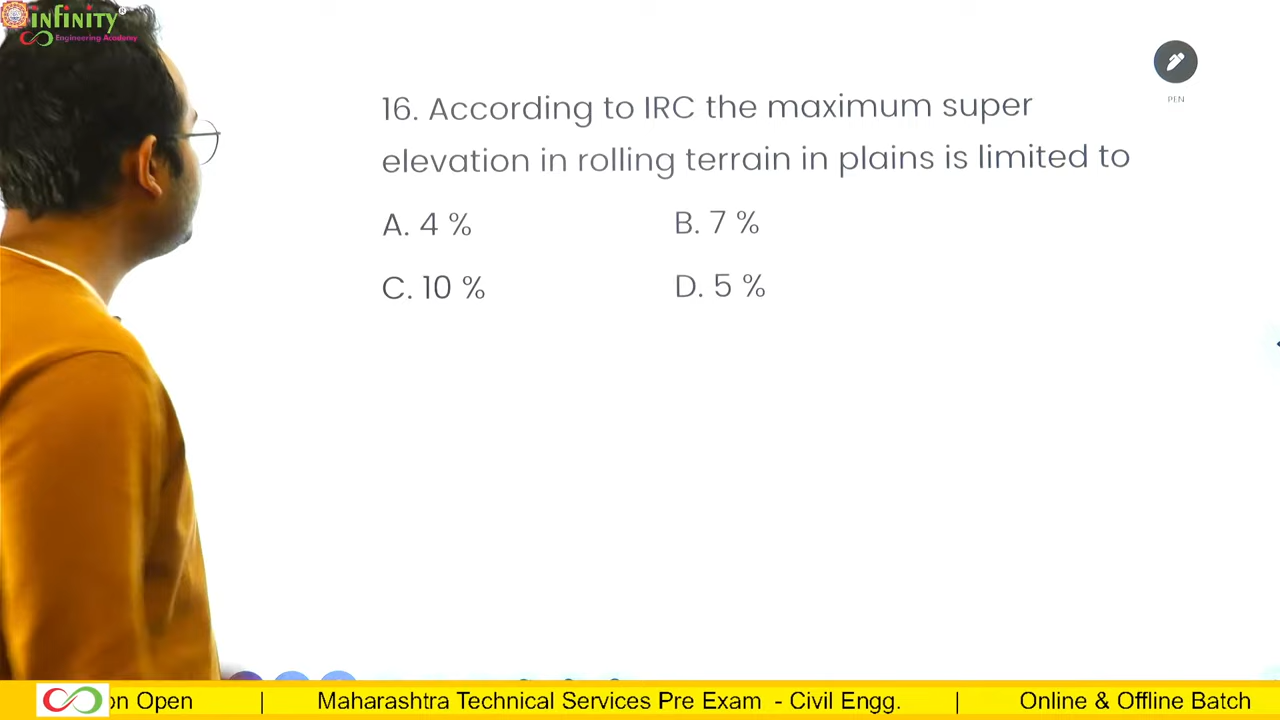 infinity®
Engineering Academy
PEN
16. According to IRC the maximum super
elevation in rolling terrain in plains is limited to
A. 4 %
B. 7 %
C. 10 %
D. 5 %
on Open | Maharashtra Technical Services Pre Exam - Civil Engg. | Online & Offline Batch